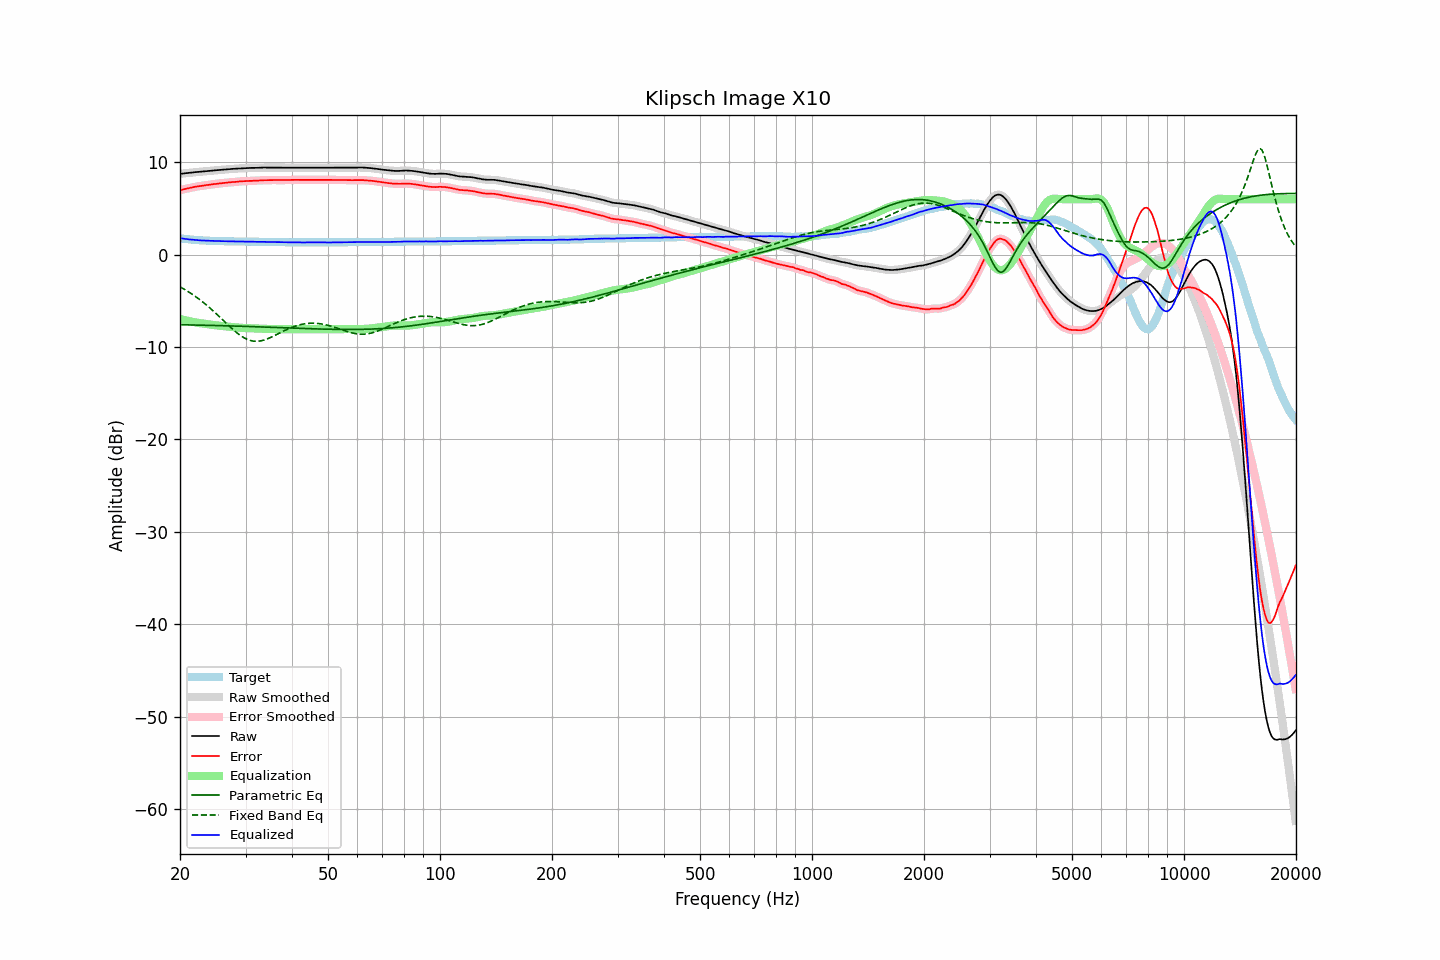 Klipsch Image X10
Amplitude (dBr)
10
0
−10
−20
−30
−40
−50
−60
Target
Raw Smoothed
Error Smoothed
Raw
Error
Equalization
Parametric Eq
Fixed Band Eq
Equalized
20 50 100 200 500 1000 2000 5000 10000 20000
Frequency (Hz)